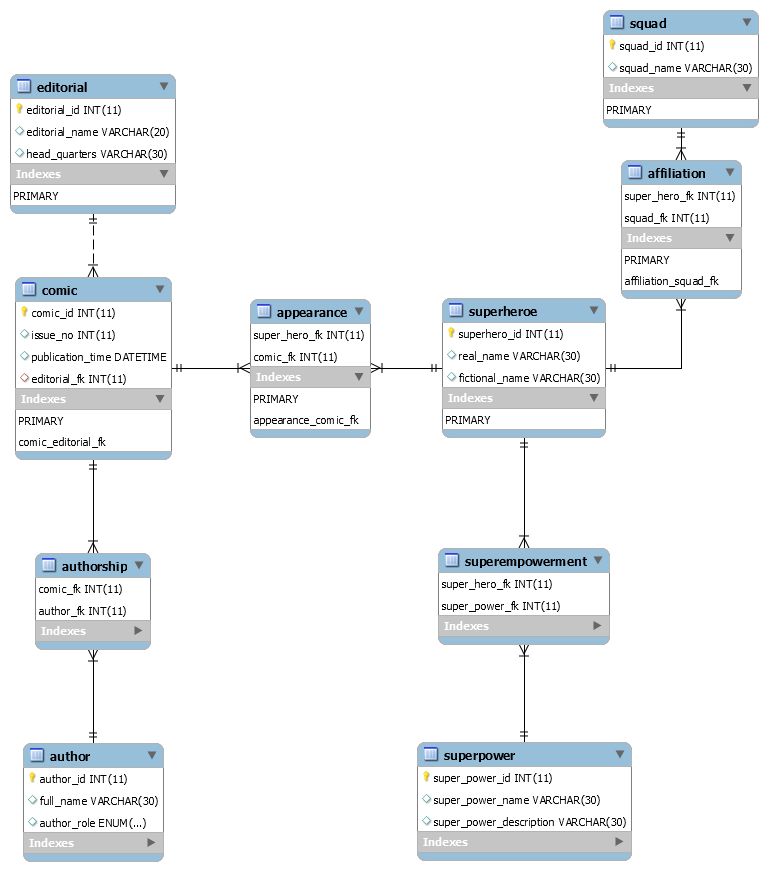 squad
squad_id INT(11)
squad_name VARCHAR(30)
Indexes
PRIMARY
editorial
editorial_id INT(11)
editorial_name VARCHAR(20)
head_quarters VARCHAR(30)
Indexes
PRIMARY
affiliation
super_hero_fk INT(11)
squad_fk INT(11)
Indexes
PRIMARY
affiliation_squad_fk
comic
comic_id INT(11)
issue_no INT(11)
publication_time DATETIME
editorial_fk INT(11)
Indexes
PRIMARY
comic_editorial_fk
appearance
super_hero_fk INT(11)
comic_fk INT(11)
Indexes
PRIMARY
appearance_comic_fk
superheroe
superhero_id INT(11)
real_name VARCHAR(30)
fictional_name VARCHAR(30)
Indexes
PRIMARY
authorship
comic_fk INT(11)
author_fk INT(11)
Indexes
superempowerment
super_hero_fk INT(11)
super_power_fk INT(11)
Indexes
author
author_id INT(11)
full_name VARCHAR(30)
author_role ENUM(...)
Indexes
superpower
super_power_id INT(11)
super_power_name VARCHAR(30)
super_power_description VARCHAR(30)
Indexes